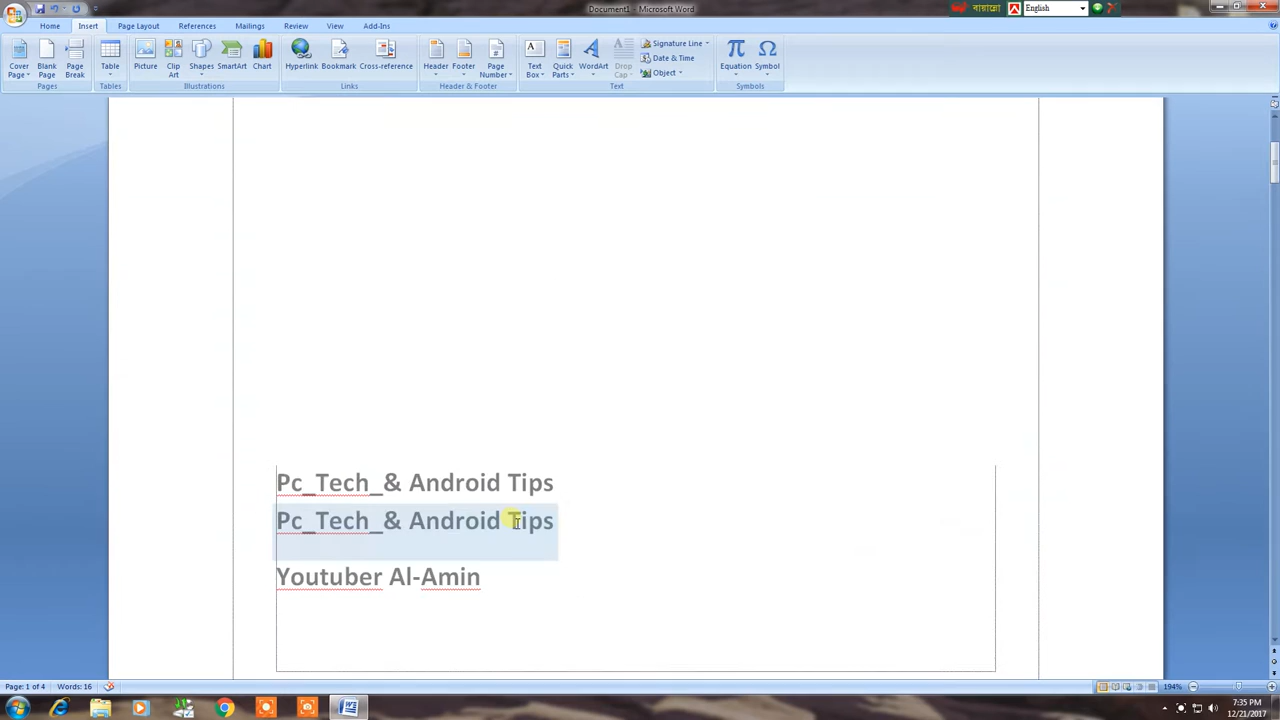 Document1 - Microsoft Word
বায়ান্নো
English
Home Insert Page Layout References Mailings Review View Add-Ins
Cover Page
Blank Page
Page Break
Table
Picture
Clip Art
Shapes
SmartArt
Chart
Hyperlink
Bookmark
Cross-reference
Header
Footer
Page Number
Text Box
Quick Parts
WordArt
Drop Cap
Signature Line
Date & Time
Object
Equation
Symbol
Pages Tables Illustrations Links Header & Footer Text Symbols
Pc_Tech_& Android Tips
Pc_Tech_& Android Tips
Youtuber Al-Amin
Page: 1 of 4 Words: 16
194%
7:35 PM
12/21/2017